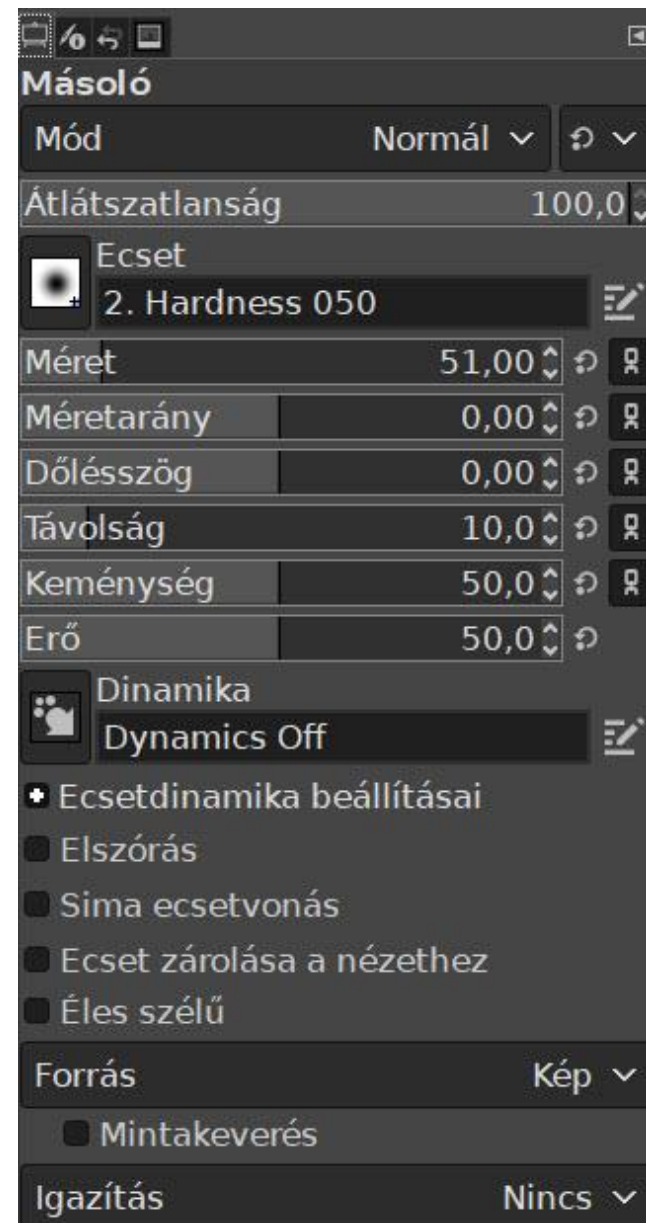 Másoló
Mód Normál
Átlátszatlanság 100,0
Ecset
2. Hardness 050
Méret 51,00
Méretarány 0,00
Dőlésszög 0,00
Távolság 10,0
Keménység 50,0
Erő 50,0
Dinamika
Dynamics Off
Ecsetdinamika beállításai
Elszórás
Sima ecsetvonás
Ecset zárolása a nézethez
Éles szélű
Forrás Kép
Mintakeverés
Igazítás Nincs